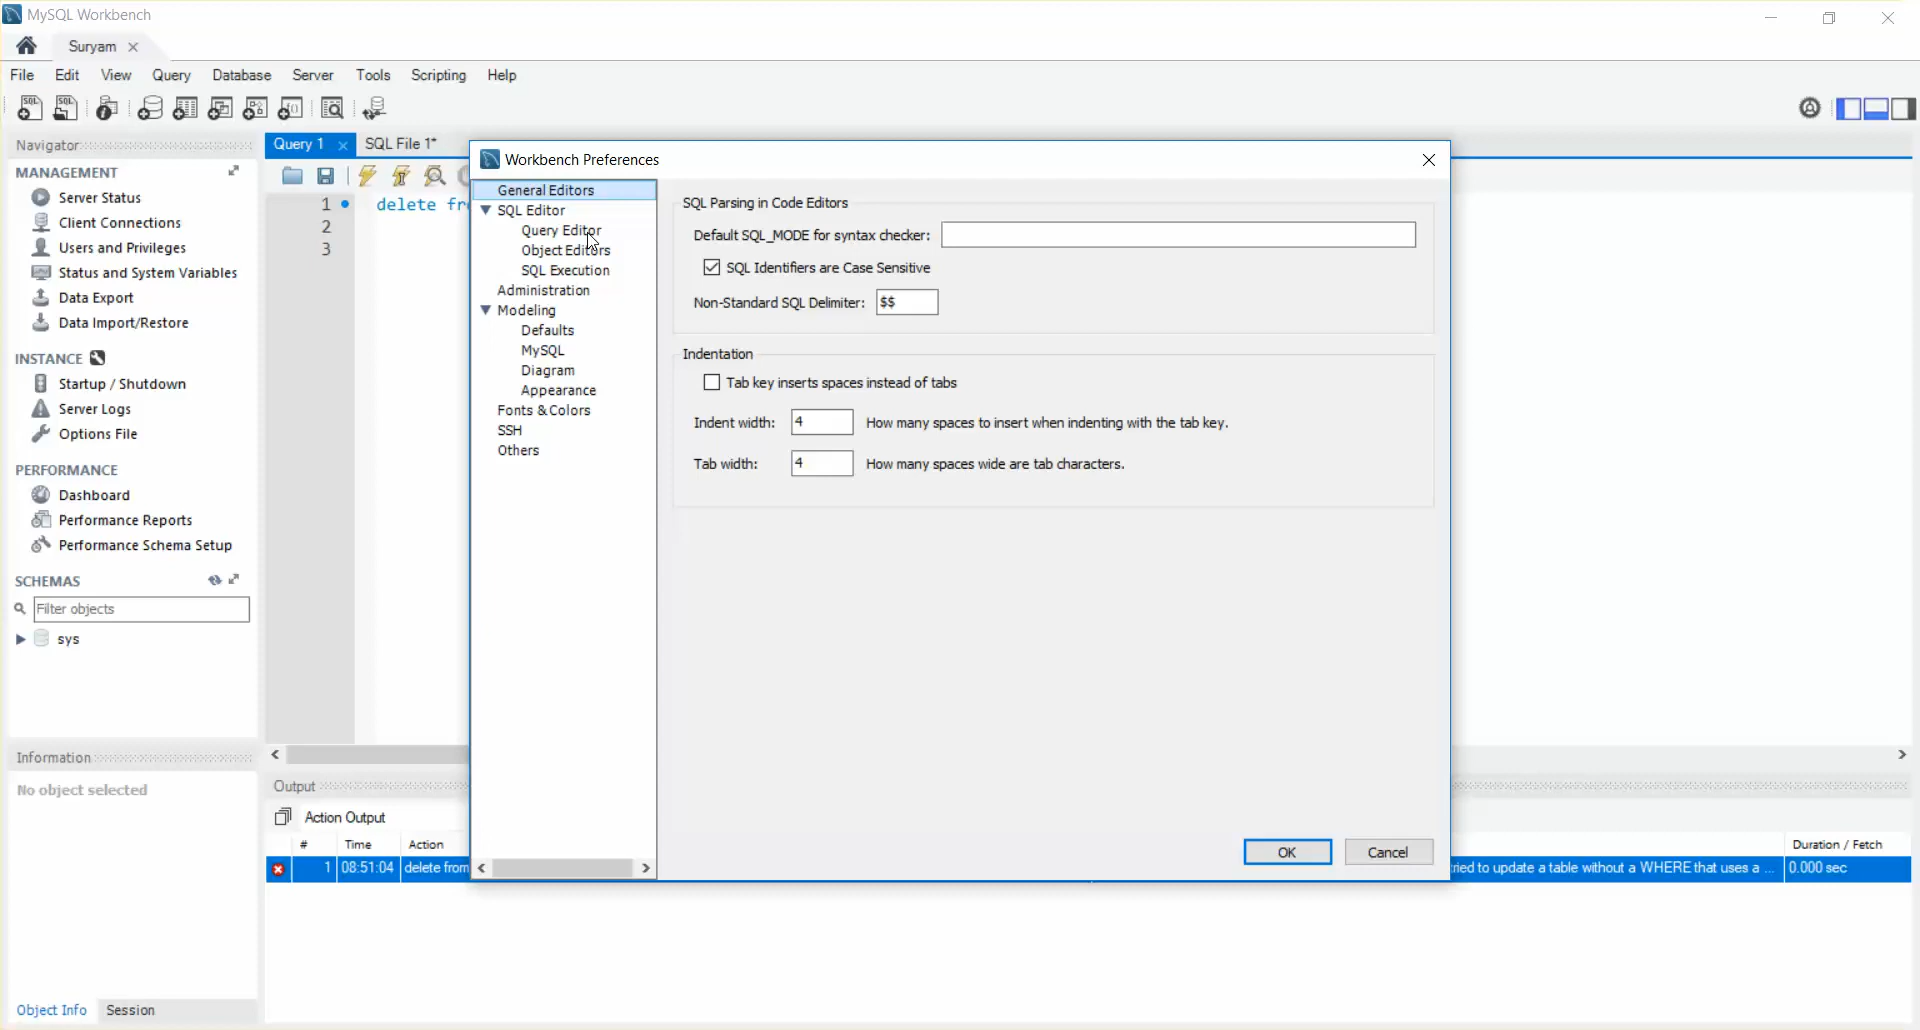 MySQL Workbench
Suryam
File Edit View Query Database Server Tools Scripting Help
Navigator
MANAGEMENT
Server Status
Client Connections
Users and Privileges
Status and System Variables
Data Export
Data Import/Restore
INSTANCE
Startup / Shutdown
Server Logs
Options File
PERFORMANCE
Dashboard
Performance Reports
Performance Schema Setup
SCHEMAS
Filter objects
sys
Information
No object selected
Object Info Session
Query 1 SQL File 1*
1 delete
2
3
Workbench Preferences
General Editors
SQL Editor
Query Editor
Object Editors
SQL Execution
Administration
Modeling
Defaults
MySQL
Diagram
Appearance
Fonts & Colors
SSH
Others
SQL Parsing in Code Editors
Default SQL_MODE for syntax checker:
SQL Identifiers are Case Sensitive
Non-Standard SQL Delimiter: $$
Indentation
Tab key inserts spaces instead of tabs
Indent width: 4 How many spaces to insert when indenting with the tab key.
Tab width: 4 How many spaces wide are tab characters.
OK Cancel
Output
Action Output
# Time Action Duration / Fetch
1 08:51:04 delete from tried to update a table without a WHERE that uses a ... 0.000 sec